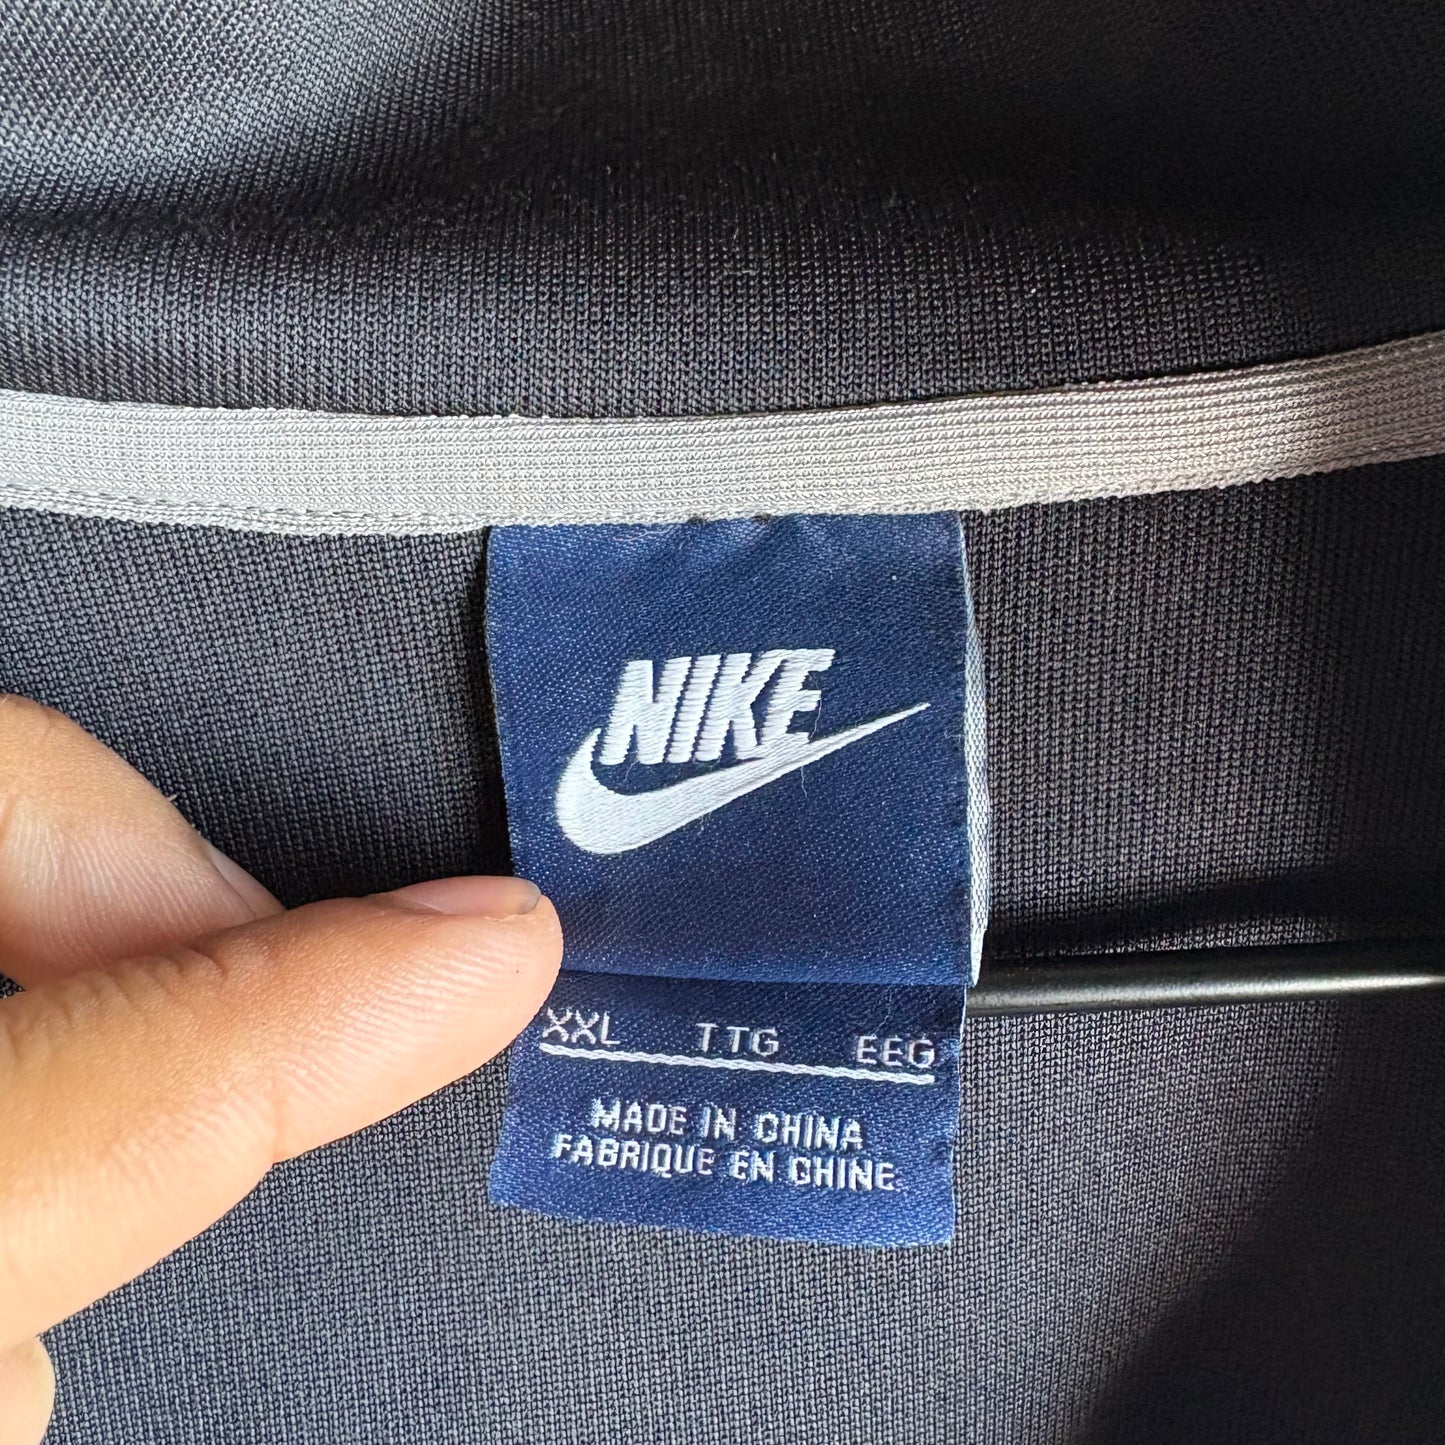 NIKE
XXL TTG EEG
MADE IN CHINA
FABRIQUE EN CHINE